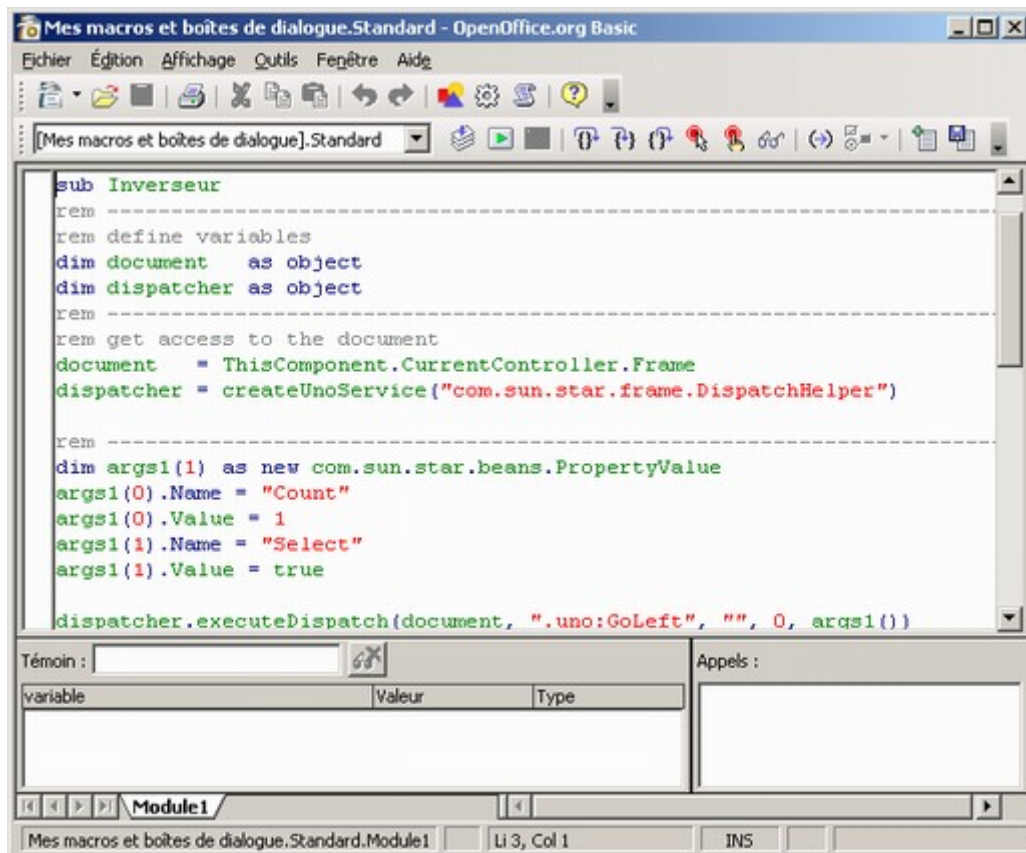 Mes macros et boîtes de dialogue.Standard - OpenOffice.org Basic
Fichier Édition Affichage Outils Fenêtre Aide
[Mes macros et boîtes de dialogue].Standard
sub Inverseur
rem ----------------------------------------------------------------------
rem define variables
dim document   as object
dim dispatcher as object
rem ----------------------------------------------------------------------
rem get access to the document
document   = ThisComponent.CurrentController.Frame
dispatcher = createUnoService("com.sun.star.frame.DispatchHelper")
rem ----------------------------------------------------------------------
dim args1(1) as new com.sun.star.beans.PropertyValue
args1(0).Name = "Count"
args1(0).Value = 1
args1(1).Name = "Select"
args1(1).Value = true
dispatcher.executeDispatch(document, ".uno:GoLeft", "", 0, args1())
Témoin :
Appels :
variable Valeur Type
Module1
Mes macros et boîtes de dialogue.Standard.Module1 Li 3, Col 1 INS